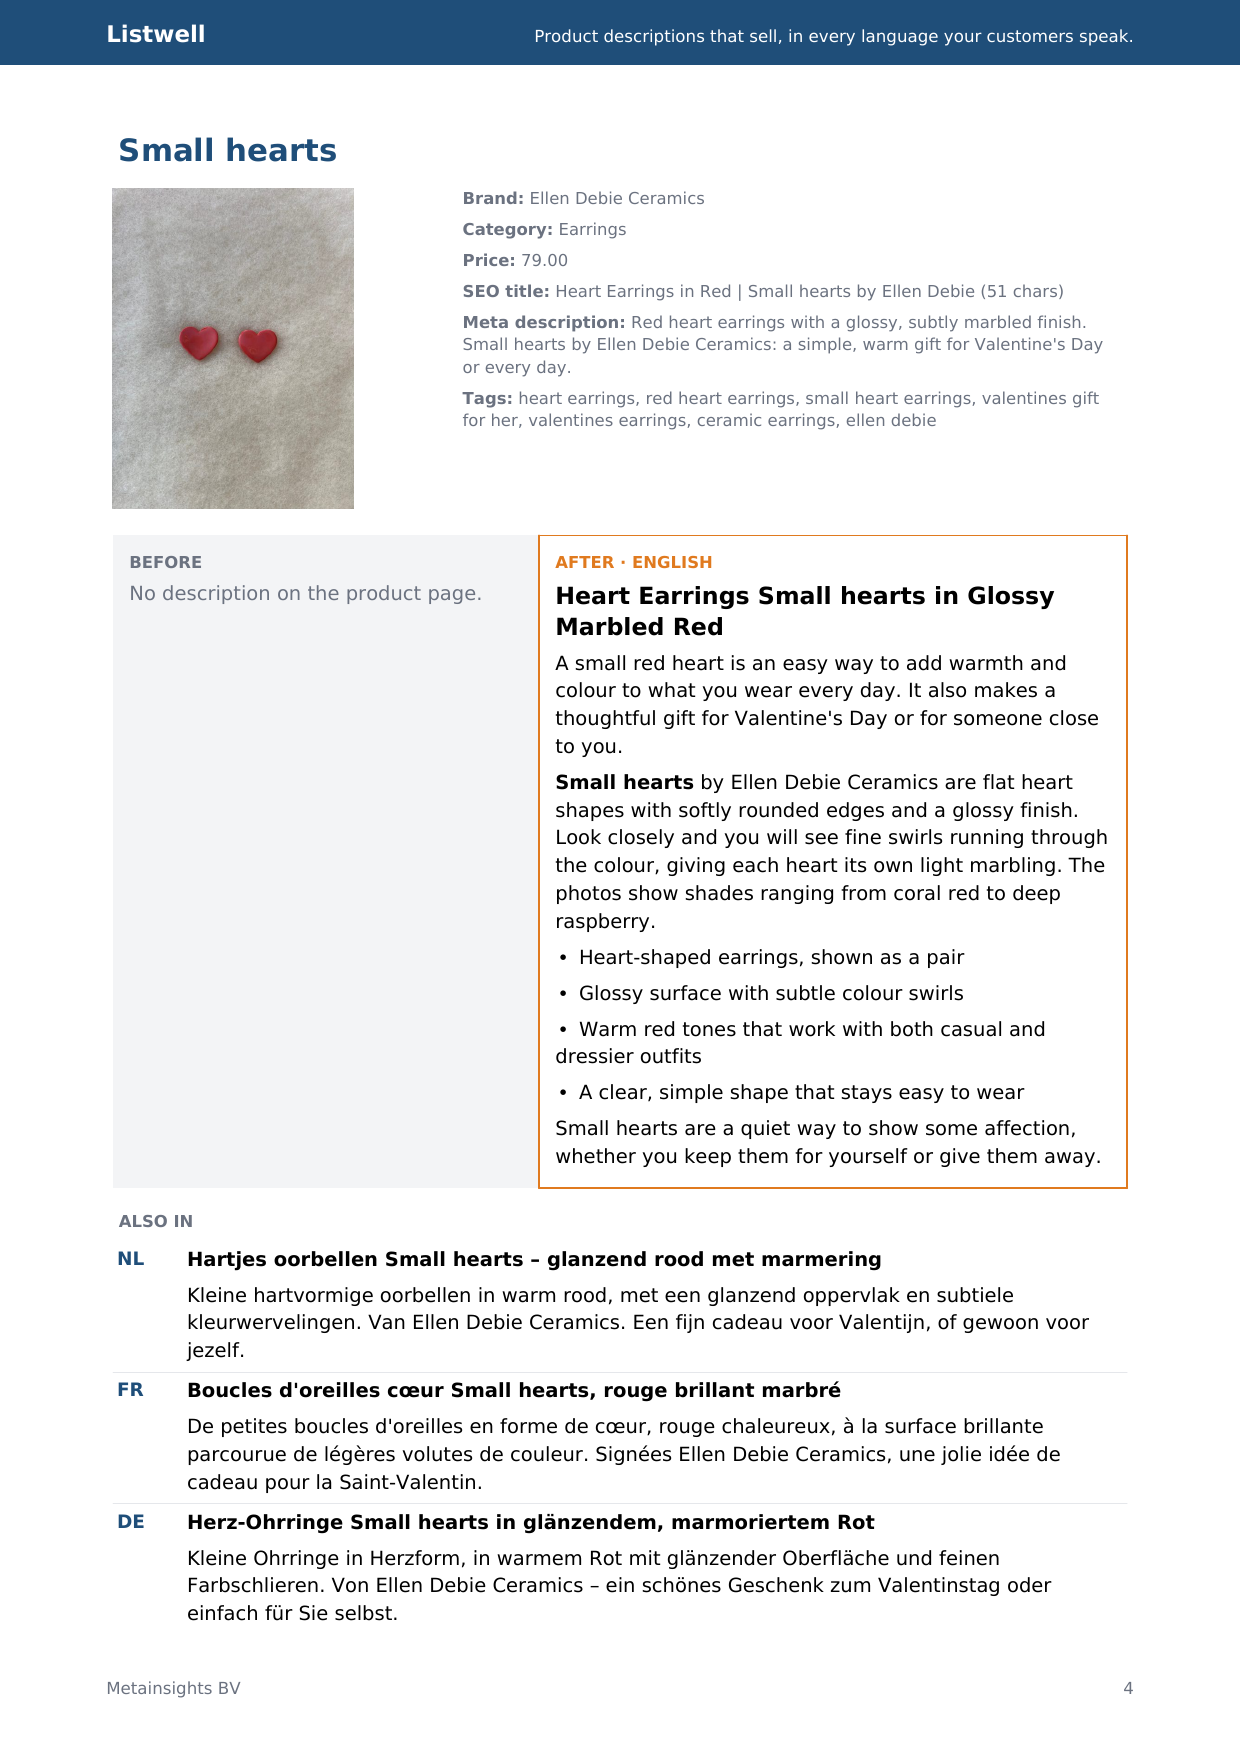 Listwell
Product descriptions that sell, in every language your customers speak.
Small hearts
Brand: Ellen Debie Ceramics
Category: Earrings
Price: 79.00
SEO title: Heart Earrings in Red | Small hearts by Ellen Debie (51 chars)
Meta description: Red heart earrings with a glossy, subtly marbled finish.
Small hearts by Ellen Debie Ceramics: a simple, warm gift for Valentine's Day
or every day.
Tags: heart earrings, red heart earrings, small heart earrings, valentines gift
for her, valentines earrings, ceramic earrings, ellen debie
BEFORE
No description on the product page.
AFTER · ENGLISH
Heart Earrings Small hearts in Glossy
Marbled Red
A small red heart is an easy way to add warmth and
colour to what you wear every day. It also makes a
thoughtful gift for Valentine's Day or for someone close
to you.
Small hearts by Ellen Debie Ceramics are flat heart
shapes with softly rounded edges and a glossy finish.
Look closely and you will see fine swirls running through
the colour, giving each heart its own light marbling. The
photos show shades ranging from coral red to deep
raspberry.
• Heart-shaped earrings, shown as a pair
• Glossy surface with subtle colour swirls
• Warm red tones that work with both casual and
dressier outfits
• A clear, simple shape that stays easy to wear
Small hearts are a quiet way to show some affection,
whether you keep them for yourself or give them away.
ALSO IN
NL
Hartjes oorbellen Small hearts – glanzend rood met marmering
Kleine hartvormige oorbellen in warm rood, met een glanzend oppervlak en subtiele
kleurwervelingen. Van Ellen Debie Ceramics. Een fijn cadeau voor Valentijn, of gewoon voor
jezelf.
FR
Boucles d'oreilles cœur Small hearts, rouge brillant marbré
De petites boucles d'oreilles en forme de cœur, rouge chaleureux, à la surface brillante
parcourue de légères volutes de couleur. Signées Ellen Debie Ceramics, une jolie idée de
cadeau pour la Saint-Valentin.
DE
Herz-Ohrringe Small hearts in glänzendem, marmoriertem Rot
Kleine Ohrringe in Herzform, in warmem Rot mit glänzender Oberfläche und feinen
Farbschlieren. Von Ellen Debie Ceramics – ein schönes Geschenk zum Valentinstag oder
einfach für Sie selbst.
Metainsights BV
4